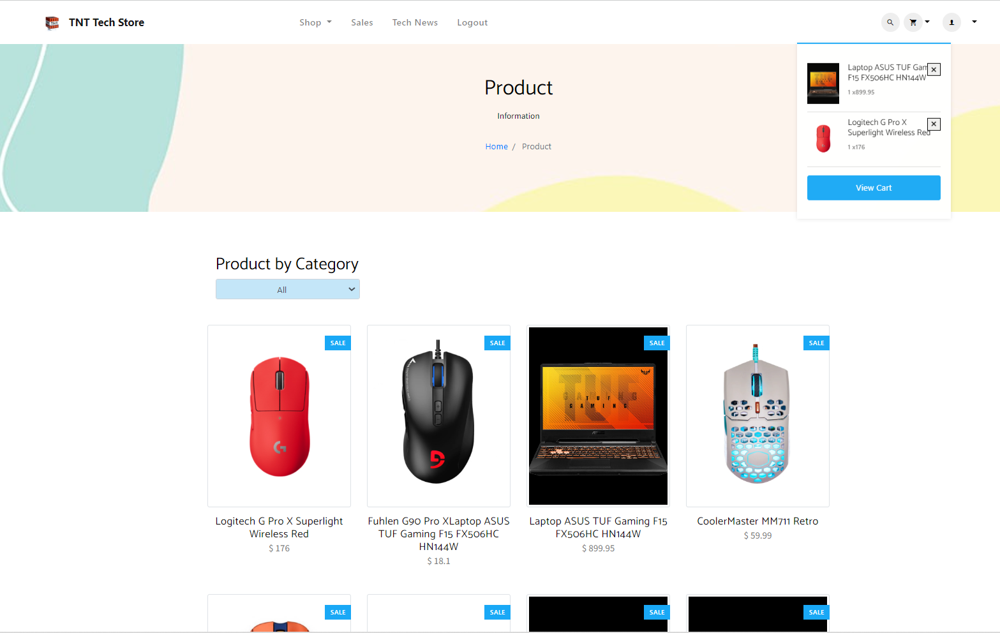 TNT Tech Store
Shop
Sales
Tech News
Logout
Laptop ASUS TUF Gam
F15 FX506HC HN144W
1 x899.95
Logitech G Pro X
Superlight Wireless Red
1 x176
View Cart
Product
Information
Home / Product
Product by Category
All
SALE
SALE
SALE
SALE
TUF
GAMING
TUF
GAMING
Logitech G Pro X Superlight
Wireless Red
$ 176
Fuhlen G90 Pro XLaptop ASUS
TUF Gaming F15 FX506HC
HN144W
$ 18.1
Laptop ASUS TUF Gaming F15
FX506HC HN144W
$ 899.95
CoolerMaster MM711 Retro
$ 59.99
SALE
SALE
SALE
SALE